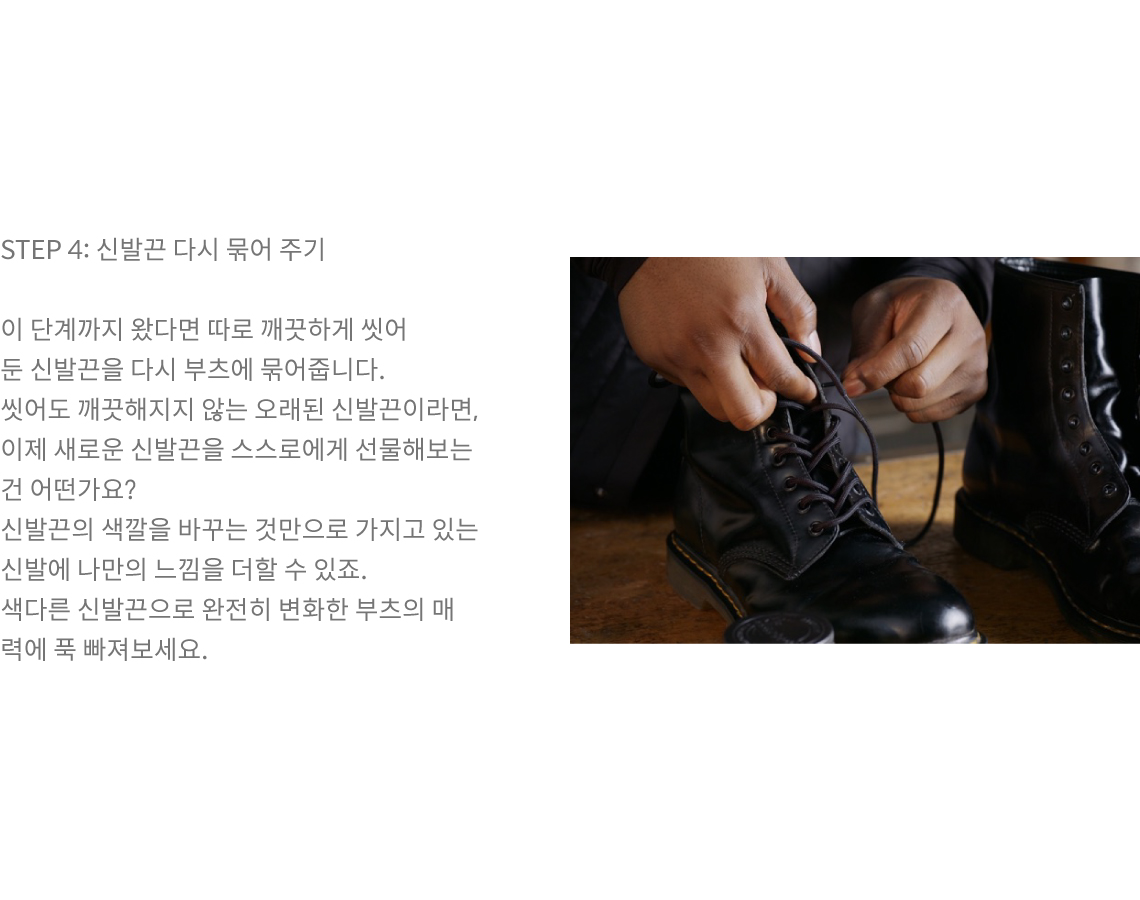 STEP 4: 신발끈 다시 묶어 주기
이 단계까지 왔다면 따로 깨끗하게 씻어
둔 신발끈을 다시 부츠에 묶어줍니다.
씻어도 깨끗해지지 않는 오래된 신발끈이라면,
이제 새로운 신발끈을 스스로에게 선물해보는
건 어떤가요?
신발끈의 색깔을 바꾸는 것만으로 가지고 있는
신발에 나만의 느낌을 더할 수 있죠.
색다른 신발끈으로 완전히 변화한 부츠의 매
력에 푹 빠져보세요.